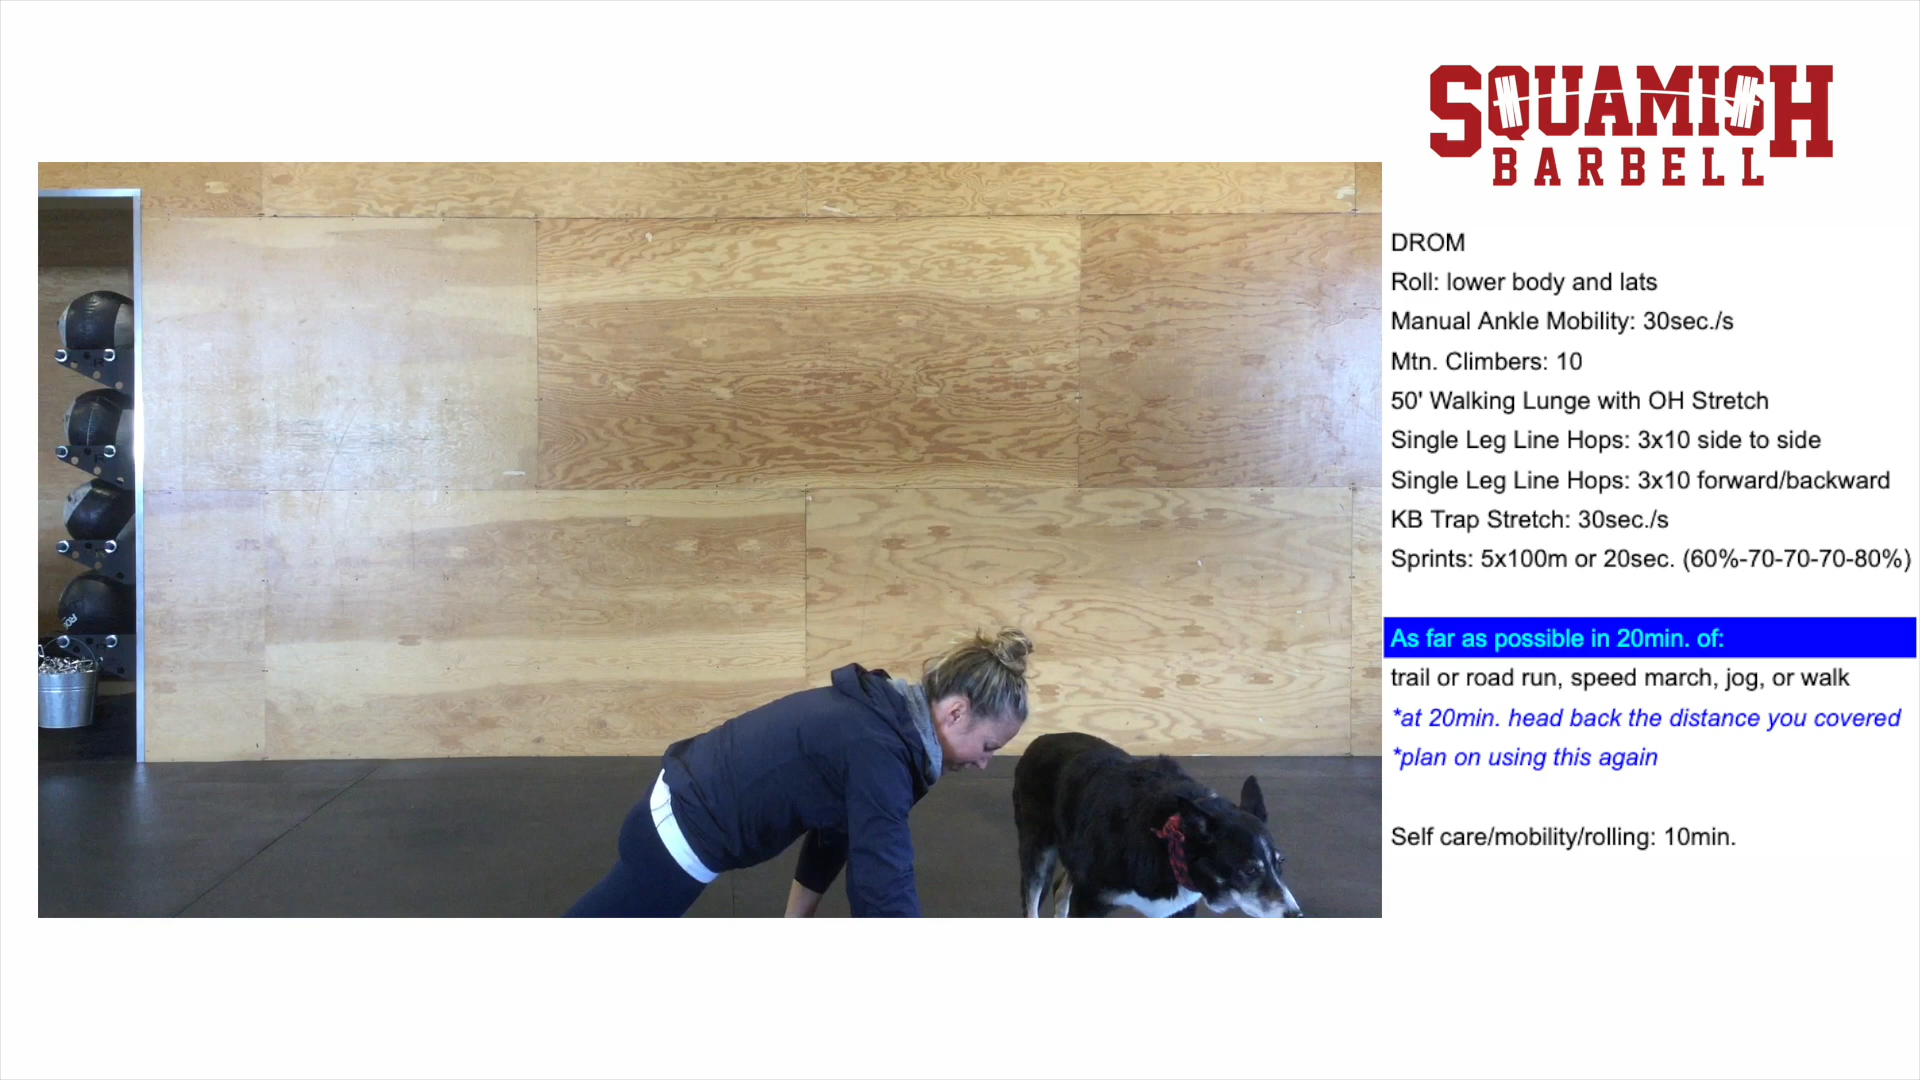 SQUAMISH
BARBELL
DROM
Roll: lower body and lats
Manual Ankle Mobility: 30sec./s
Mtn. Climbers: 10
50' Walking Lunge with OH Stretch
Single Leg Line Hops: 3x10 side to side
Single Leg Line Hops: 3x10 forward/backward
KB Trap Stretch: 30sec./s
Sprints: 5x100m or 20sec. (60%-70-70-70-80%)
As far as possible in 20min. of:
trail or road run, speed march, jog, or walk
*at 20min. head back the distance you covered
*plan on using this again
Self care/mobility/rolling: 10min.